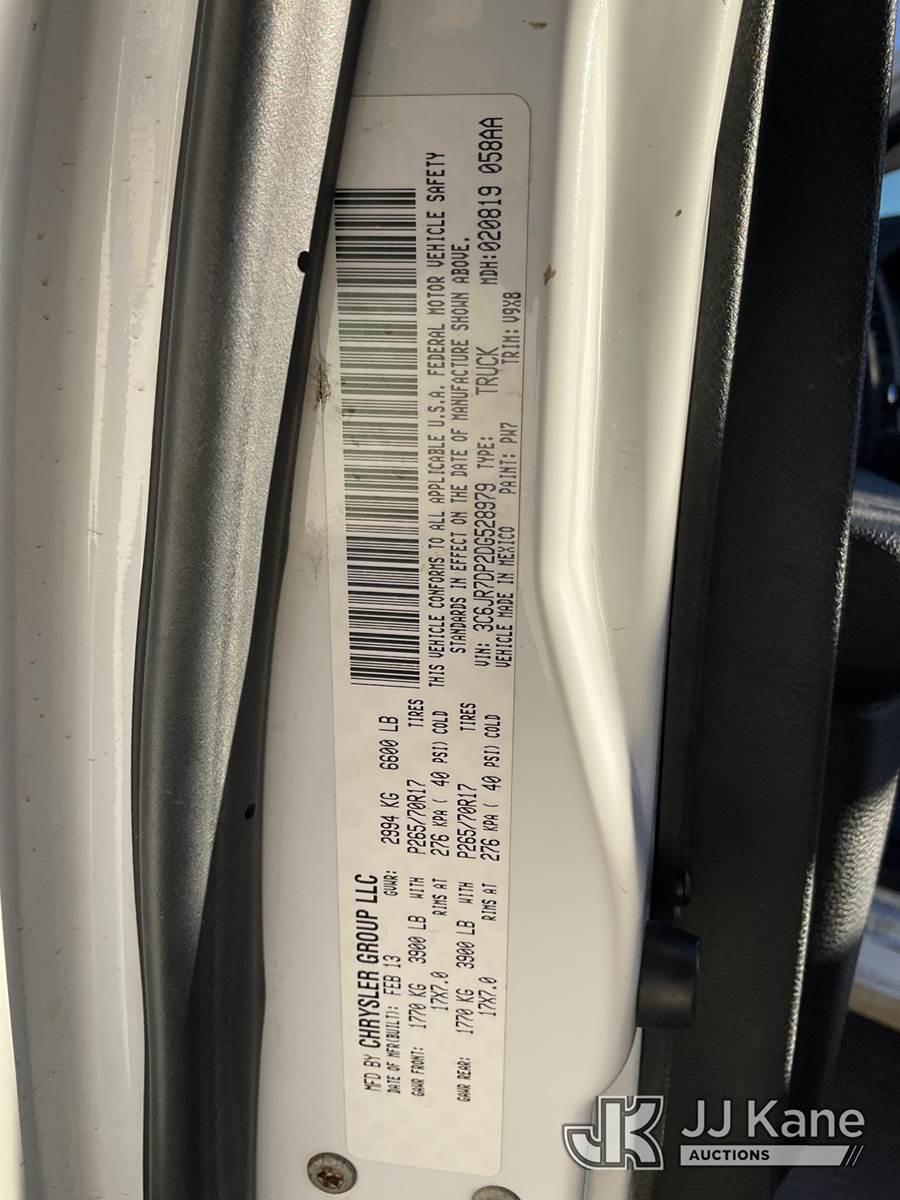 MFD BY CHRYSLER GROUP LLC
DATE OF MFR(BUILT): FEB 13 GVWR: 2994 KG 6600 LB
GAWR FRONT: 1770 KG 3900 LB WITH P265/70R17 TIRES
17X7.0 RIMS AT 276 KPA ( 40 PSI) COLD
GAWR REAR: 1770 KG 3900 LB WITH P265/70R17 TIRES
17X7.0 RIMS AT 276 KPA ( 40 PSI) COLD
THIS VEHICLE CONFORMS TO ALL APPLICABLE U.S.A. FEDERAL MOTOR VEHICLE SAFETY
STANDARDS IN EFFECT ON THE DATE OF MANUFACTURE SHOWN ABOVE.
VIN: 3C6JR7DP2DG528979 TYPE: TRUCK MDH:020819 058AA
VEHICLE MADE IN MEXICO PAINT: PW7 TRIM: V9X8
JK JJ Kane
AUCTIONS